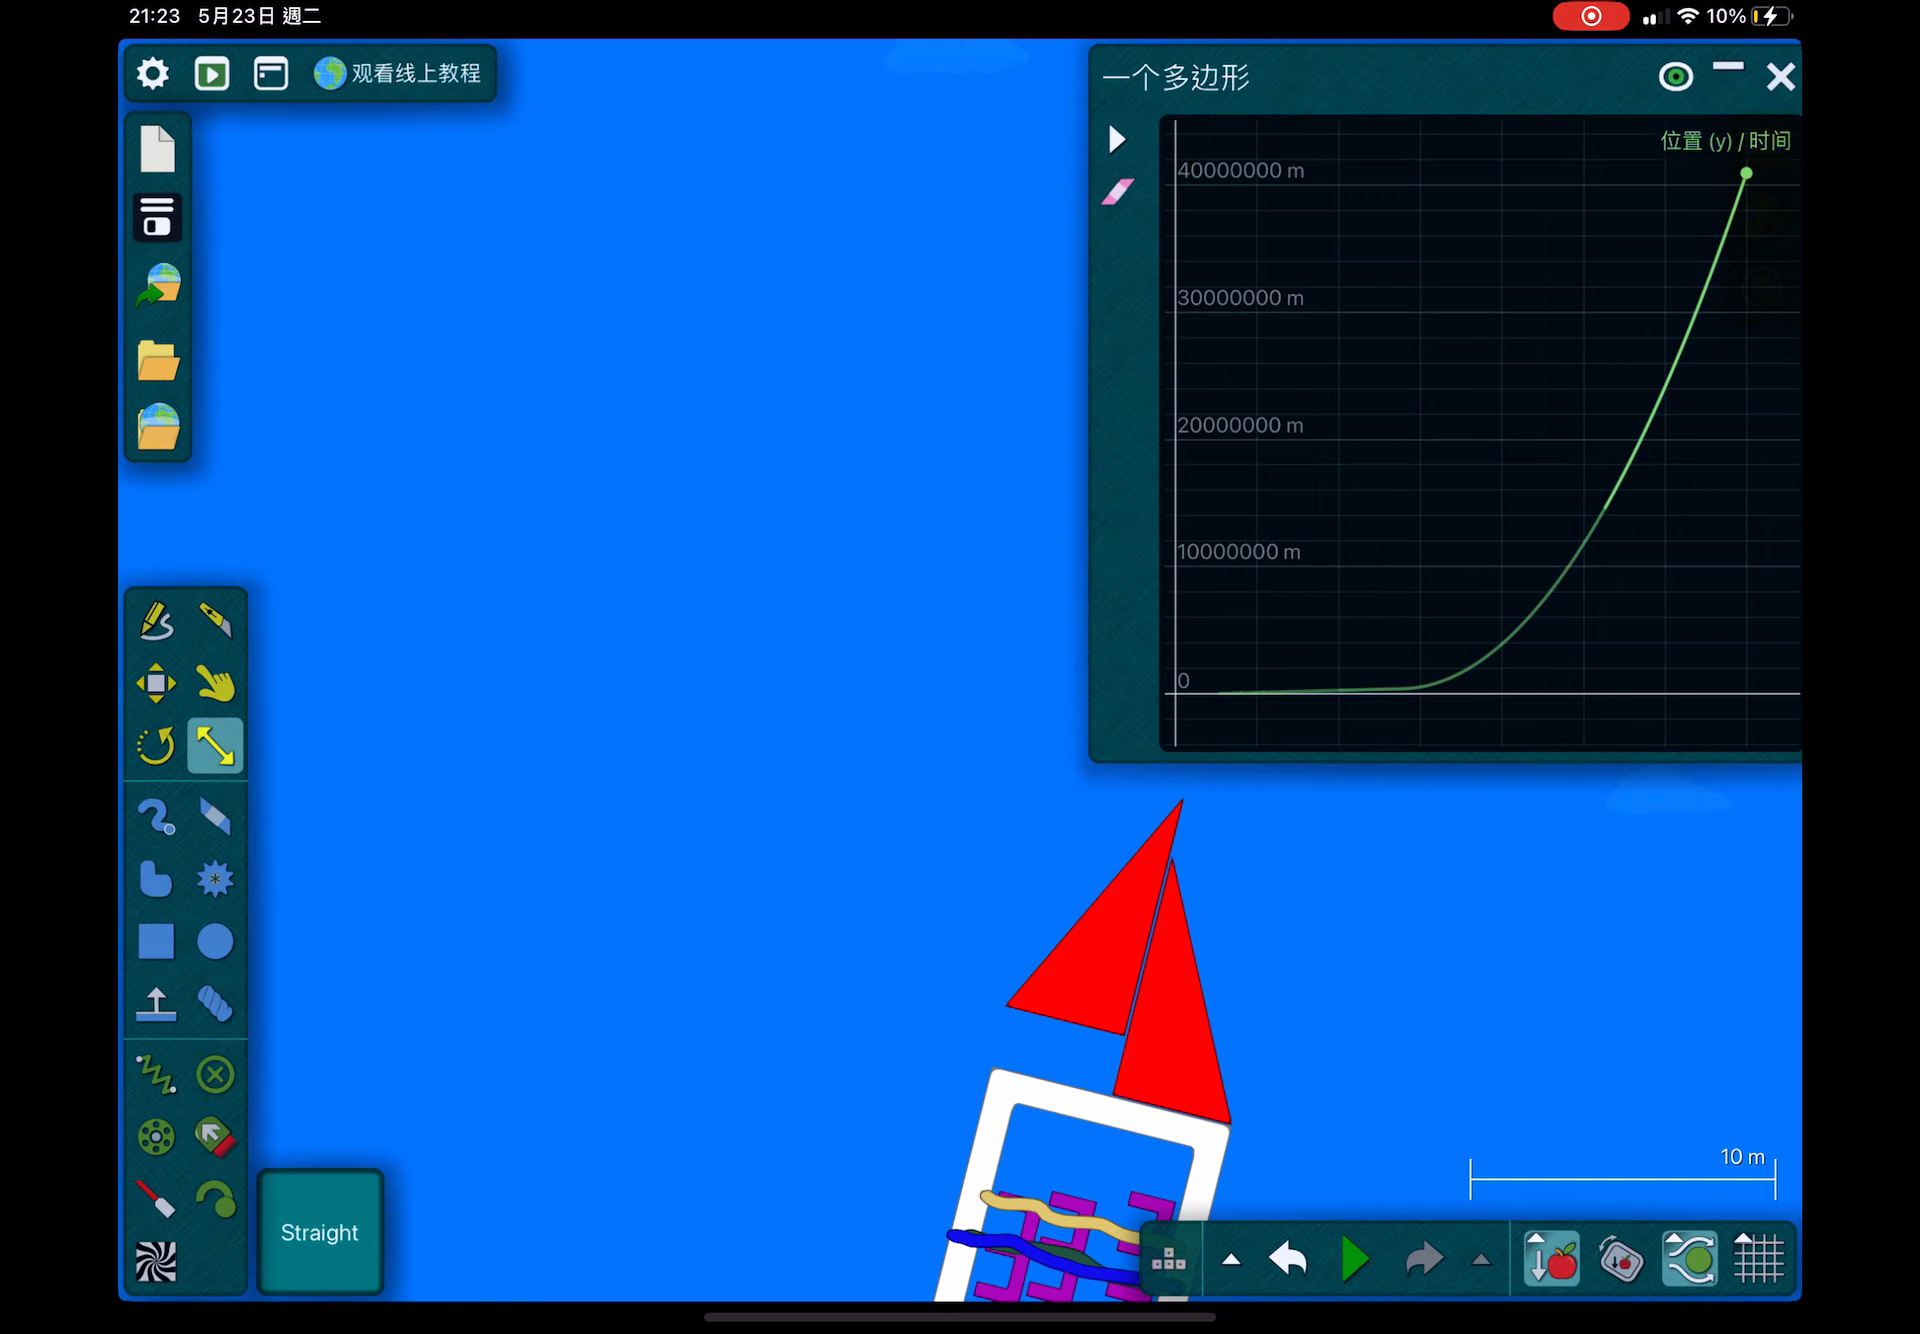 21:23 5月23日 週二
10%
观看线上教程
一个多边形
位置 (y) / 时间
40000000 m
30000000 m
20000000 m
10000000 m
0
10 m
Straight